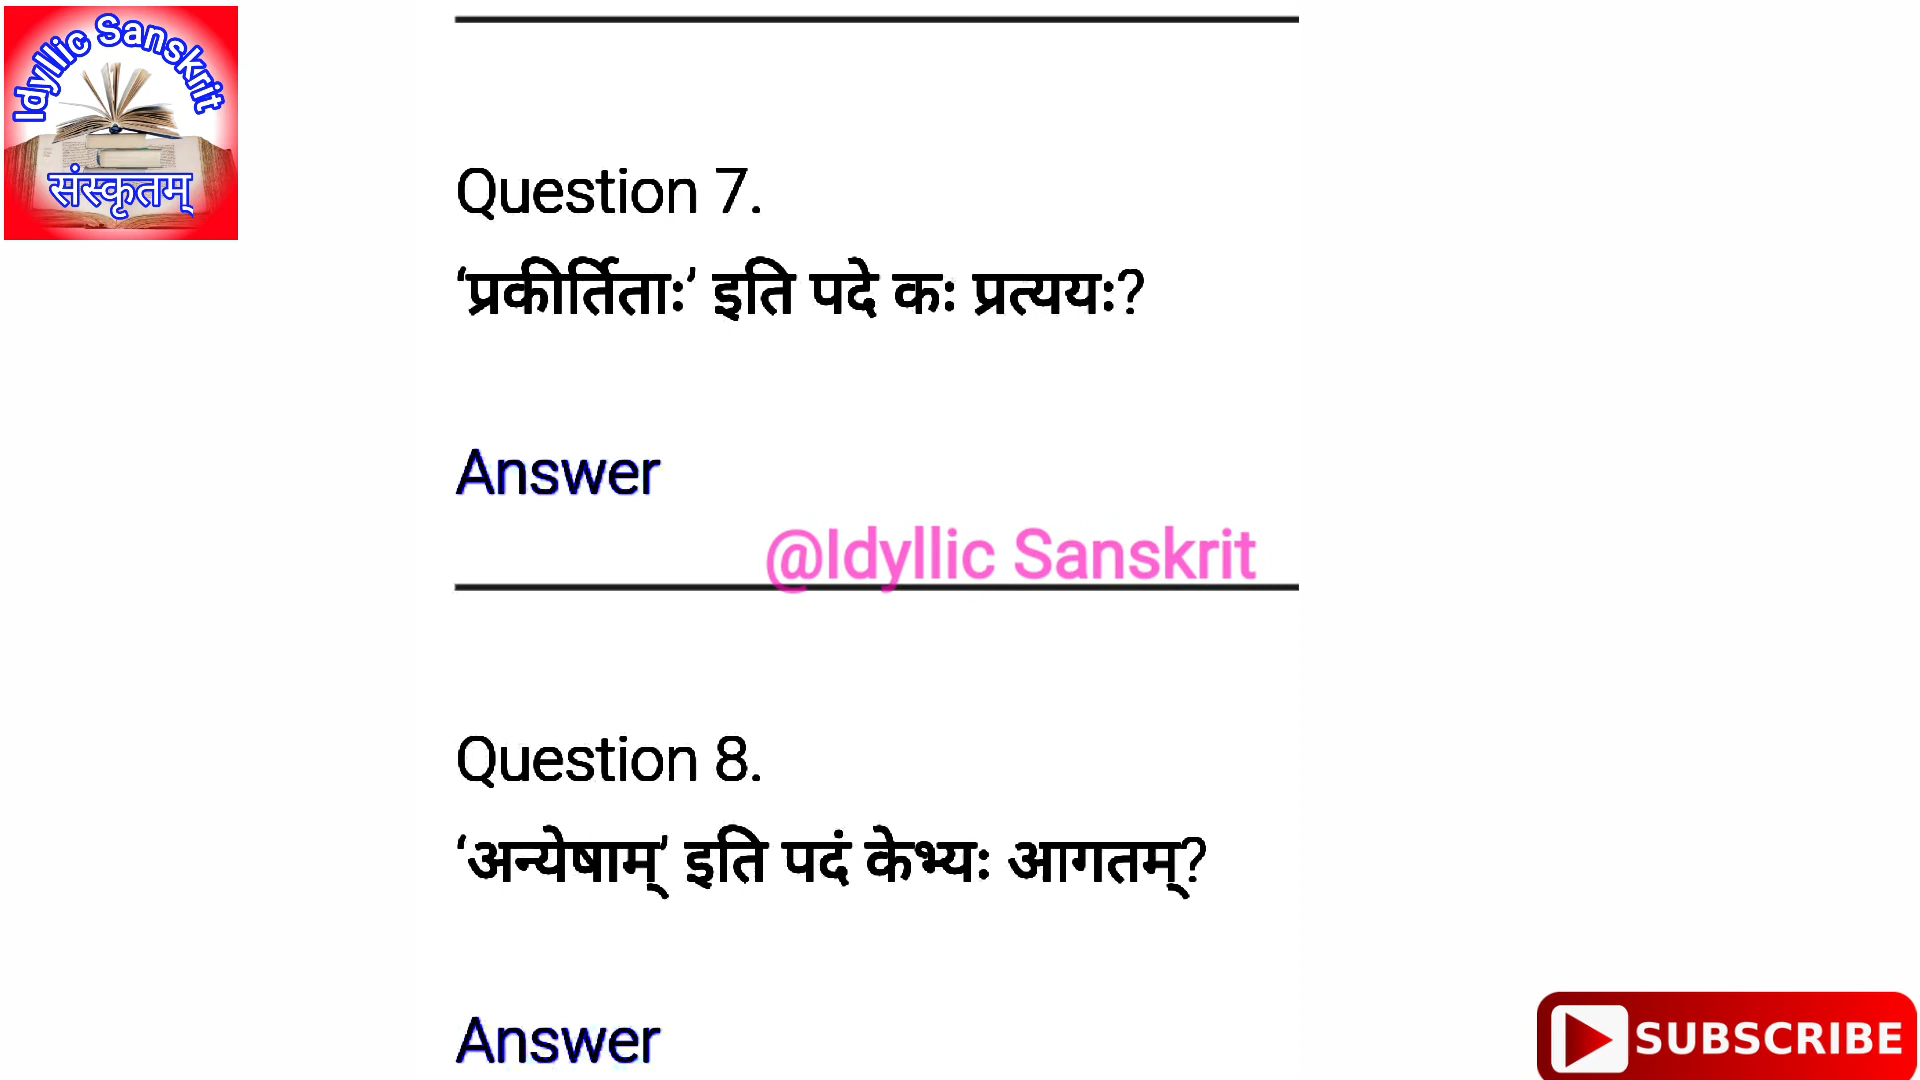 Idyllic Sanskrit
संस्कृतम्
Question 7.
‘प्रकीर्तिताः’ इति पदे कः प्रत्ययः?
Answer
@Idyllic Sanskrit
Question 8.
‘अन्येषाम्’ इति पदं केभ्यः आगतम्?
Answer
SUBSCRIBE